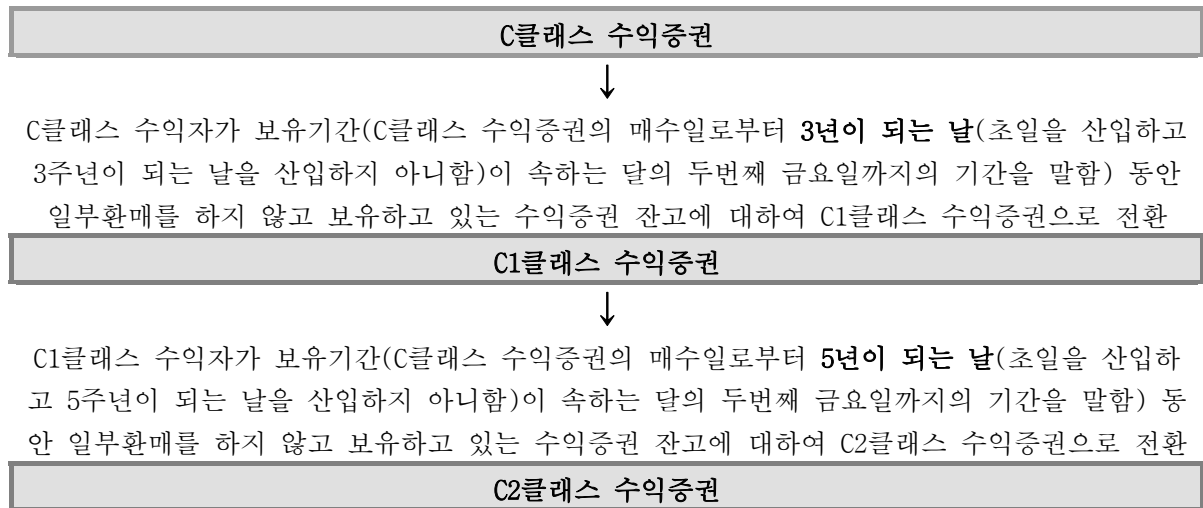 C클래스 수익증권
↓
C클래스 수익자가 보유기간(C클래스 수익증권의 매수일로부터 3년이 되는 날(초일을 산입하고
3주년이 되는 날을 산입하지 아니함)이 속하는 달의 두번째 금요일까지의 기간을 말함) 동안
일부환매를 하지 않고 보유하고 있는 수익증권 잔고에 대하여 C1클래스 수익증권으로 전환
C1클래스 수익증권
↓
C1클래스 수익자가 보유기간(C클래스 수익증권의 매수일로부터 5년이 되는 날(초일을 산입하
고 5주년이 되는 날을 산입하지 아니함)이 속하는 달의 두번째 금요일까지의 기간을 말함) 동
안 일부환매를 하지 않고 보유하고 있는 수익증권 잔고에 대하여 C2클래스 수익증권으로 전환
C2클래스 수익증권